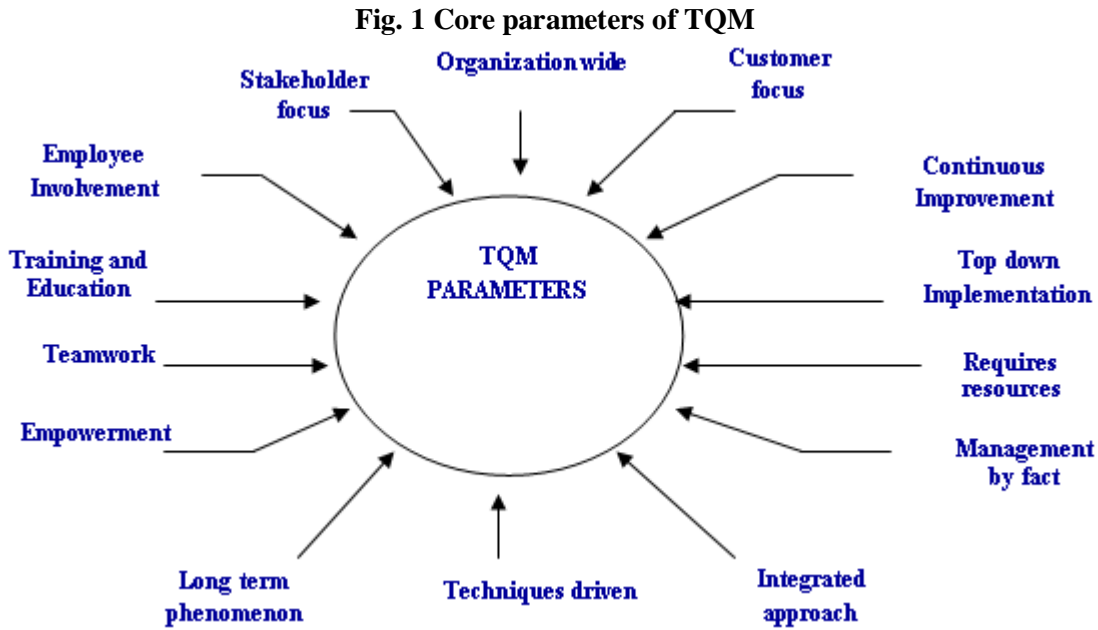 Fig. 1 Core parameters of TQM
Organization wide
Customer
focus
Stakeholder
focus
Employee
Involvement
Continuous
Improvement
TQM
PARAMETERS
Training and
Education
Top down
Implementation
Teamwork
Requires
resources
Empowerment
Management
by fact
Long term
phenomenon
Techniques driven
Integrated
approach